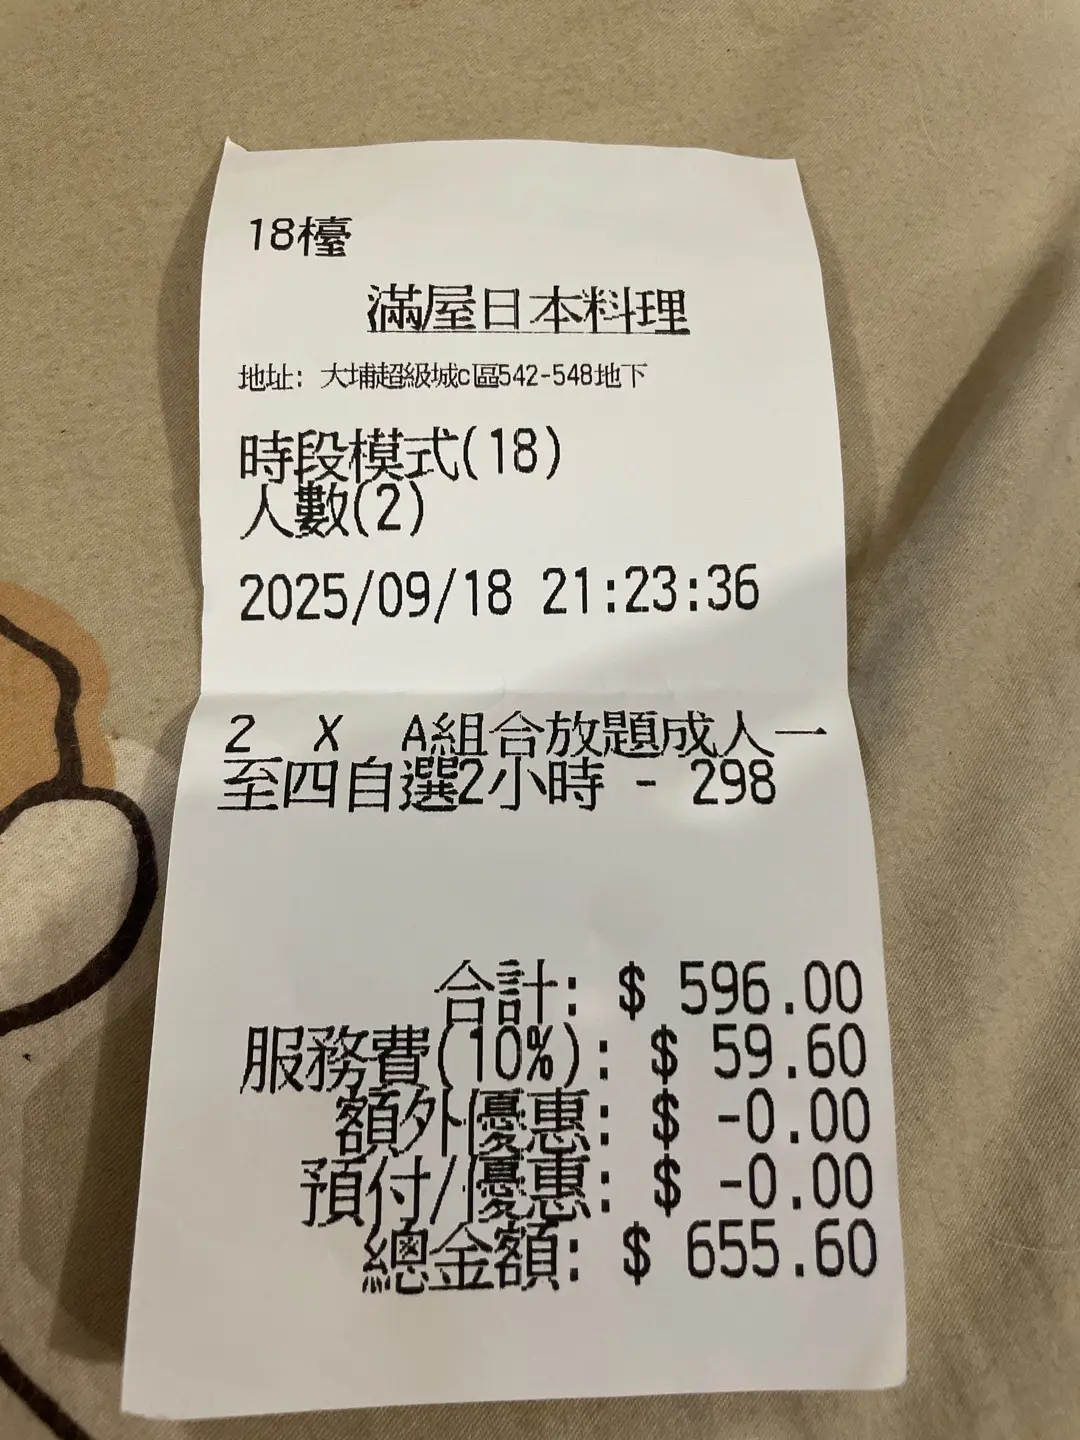 18檯
滿屋日本料理
地址: 大埔超級城c區542-548地下
時段模式(18)
人數(2)
2025/09/18 21:23:36
2 X A組合放題成人一
至四自選2小時 - 298
合計: $ 596.00
服務費(10%): $ 59.60
額外優惠: $ -0.00
預付/優惠: $ -0.00
總金額: $ 655.60